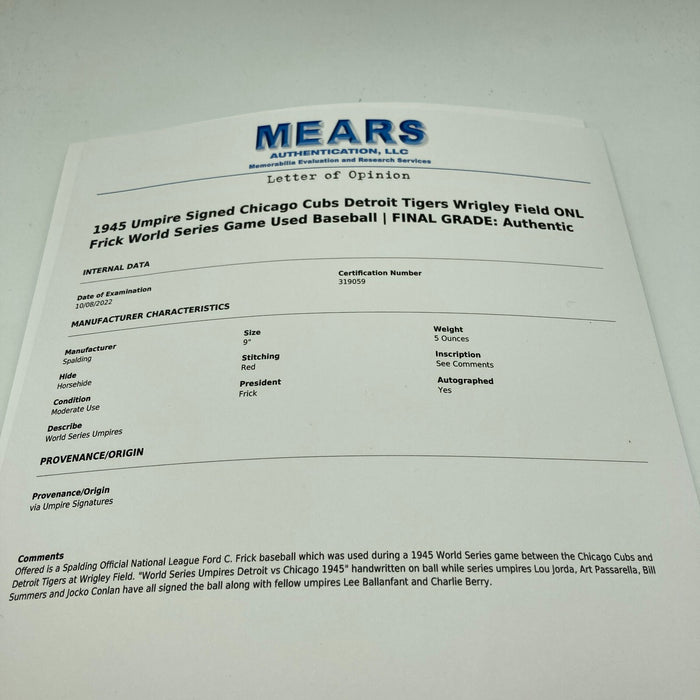 MEARS
AUTHENTICATION, LLC
Memorabilia Evaluation and Research Services
Letter of Opinion
1945 Umpire Signed Chicago Cubs Detroit Tigers Wrigley Field ONL
Frick World Series Game Used Baseball | FINAL GRADE: Authentic
INTERNAL DATA
Date of Examination
10/08/2022
Certification Number
319059
MANUFACTURER CHARACTERISTICS
Manufacturer
Spalding
Size
9"
Weight
5 Ounces
Hide
Horsehide
Stitching
Red
Inscription
See Comments
Condition
Moderate Use
President
Frick
Autographed
Yes
Describe
World Series Umpires
PROVENANCE/ORIGIN
Provenance/Origin
via Umpire Signatures
Comments
Offered is a Spalding Official National League Ford C. Frick baseball which was used during a 1945 World Series game between the Chicago Cubs and
Detroit Tigers at Wrigley Field. "World Series Umpires Detroit vs Chicago 1945" handwritten on ball while series umpires Lou Jorda, Art Passarella, Bill
Summers and Jocko Conlan have all signed the ball along with fellow umpires Lee Ballanfant and Charlie Berry.